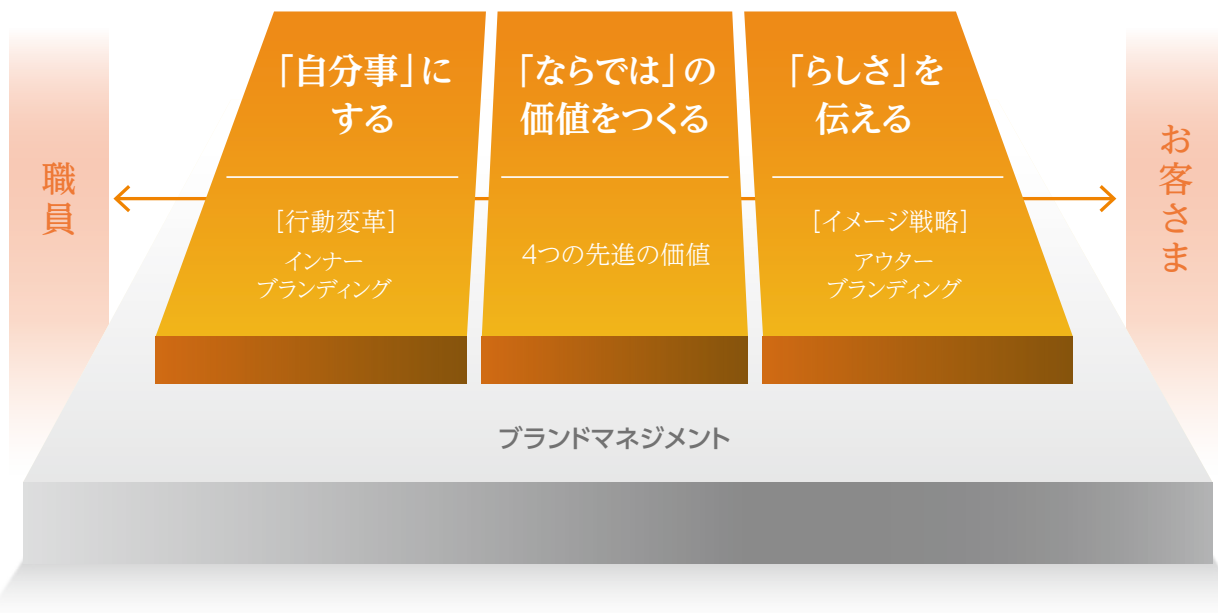 職員
「自分事」に
する
[行動変革]
インナー
ブランディング
「ならでは」の
価値をつくる
4つの先進の価値
「らしさ」を
伝える
[イメージ戦略]
アウター
ブランディング
お客さま
ブランドマネジメント